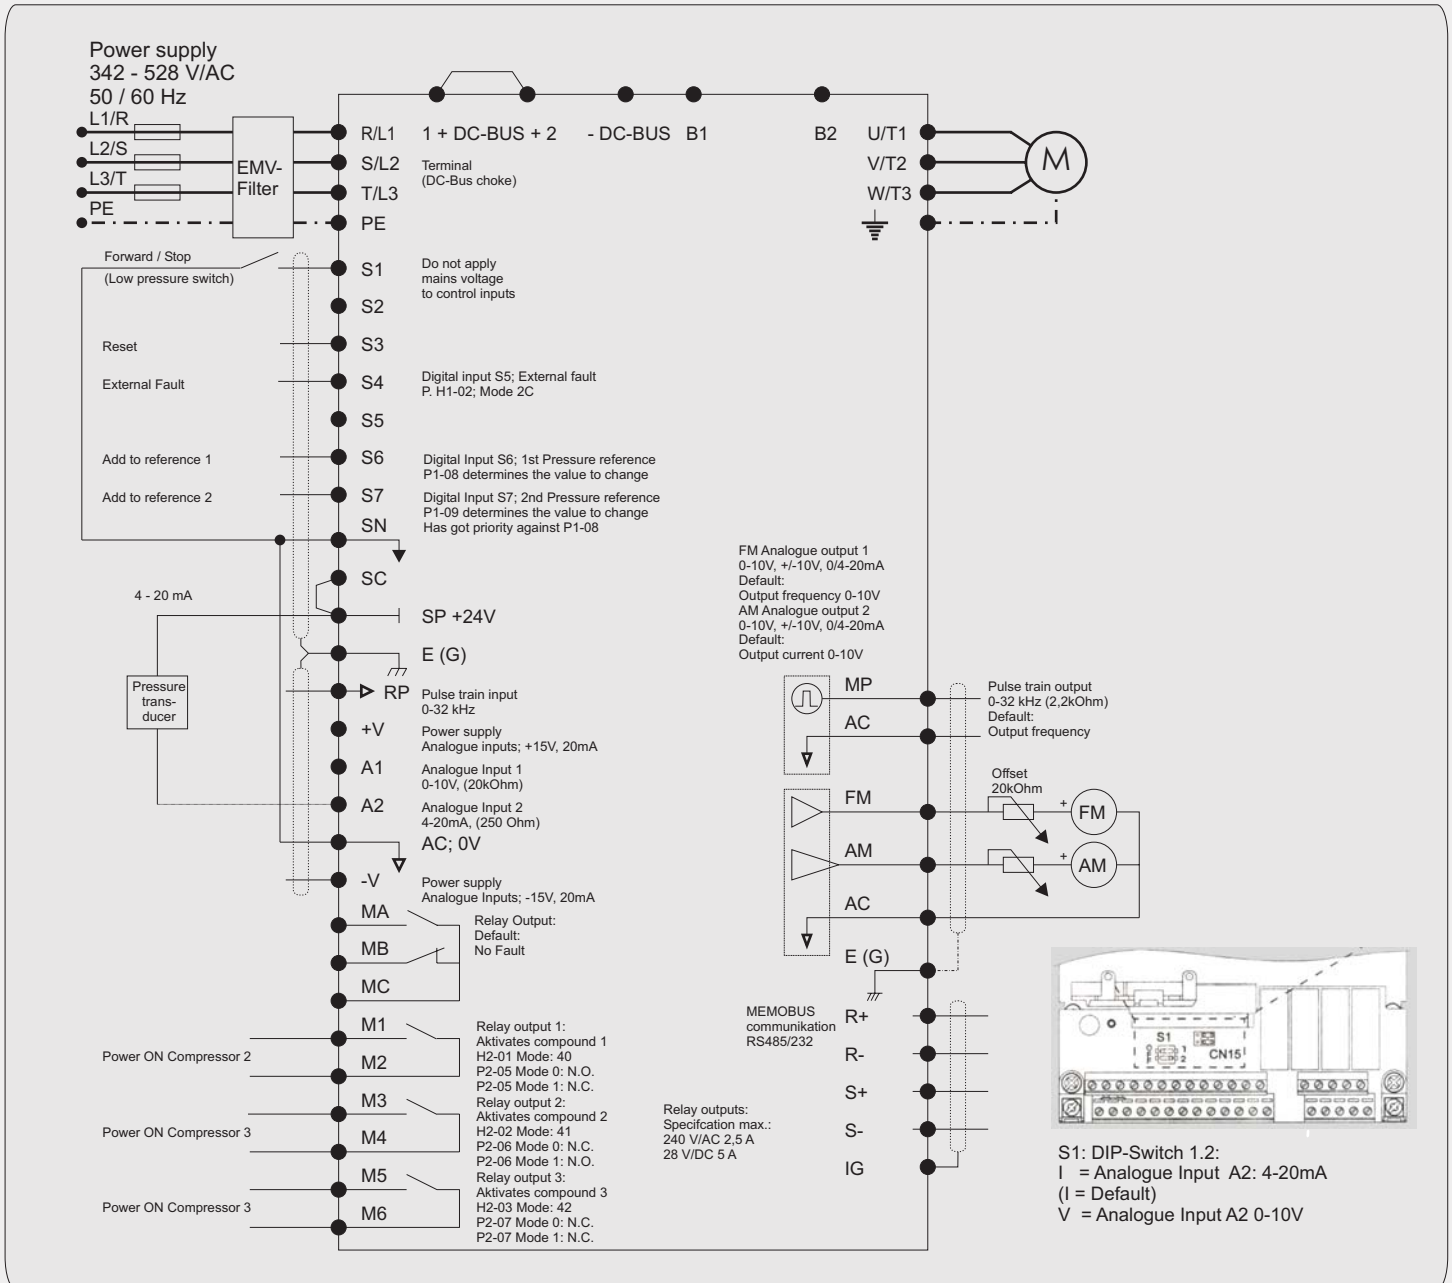 Power supply
342 - 528 V/AC
50 / 60 Hz
L1/R
L2/S
L3/T
PE
EMV-
Filter
R/L1
S/L2
T/L3
PE
1 + DC-BUS + 2
- DC-BUS
B1
B2
Terminal
(DC-Bus choke)
U/T1
V/T2
W/T3
M
Forward / Stop
(Low pressure switch)
S1
Do not apply
mains voltage
to control inputs
S2
Reset
S3
External Fault
S4
Digital input S5; External fault
P. H1-02; Mode 2C
S5
Add to reference 1
S6
Digital Input S6; 1st Pressure reference
P1-08 determines the value to change
Add to reference 2
S7
Digital Input S7; 2nd Pressure reference
P1-09 determines the value to change
Has got priority against P1-08
SN
SC
4 - 20 mA
SP +24V
E (G)
Pressure
trans-
ducer
RP
Pulse train input
0-32 kHz
+V
Power supply
Analogue inputs; +15V, 20mA
A1
Analogue Input 1
0-10V, (20kOhm)
A2
Analogue Input 2
4-20mA, (250 Ohm)
AC; 0V
-V
Power supply
Analogue Inputs; -15V, 20mA
MA
MB
MC
Relay Output:
Default:
No Fault
Power ON Compressor 2
M1
M2
Relay output 1:
Aktivates compound 1
H2-01 Mode: 40
P2-05 Mode 0: N.O.
P2-05 Mode 1: N.C.
Power ON Compressor 3
M3
M4
Relay output 2:
Aktivates compound 2
H2-02 Mode: 41
P2-06 Mode 0: N.C.
P2-06 Mode 1: N.O.
Power ON Compressor 3
M5
M6
Relay output 3:
Aktivates compound 3
H2-03 Mode: 42
P2-07 Mode 0: N.C.
P2-07 Mode 1: N.C.
FM Analogue output 1
0-10V, +/-10V, 0/4-20mA
Default:
Output frequency 0-10V
AM Analogue output 2
0-10V, +/-10V, 0/4-20mA
Default:
Output current 0-10V
MP
AC
Pulse train output
0-32 kHz (2,2kOhm)
Default:
Output frequency
FM
AM
AC
Offset
20kOhm
+
FM
+
AM
E (G)
MEMOBUS
communikation
RS485/232
R+
R-
S+
S-
IG
Relay outputs:
Specifcation max.:
240 V/AC 2,5 A
28 V/DC 5 A
S1
OFF
1
2
CN15
S1: DIP-Switch 1.2:
I = Analogue Input A2: 4-20mA
(I = Default)
V = Analogue Input A2 0-10V